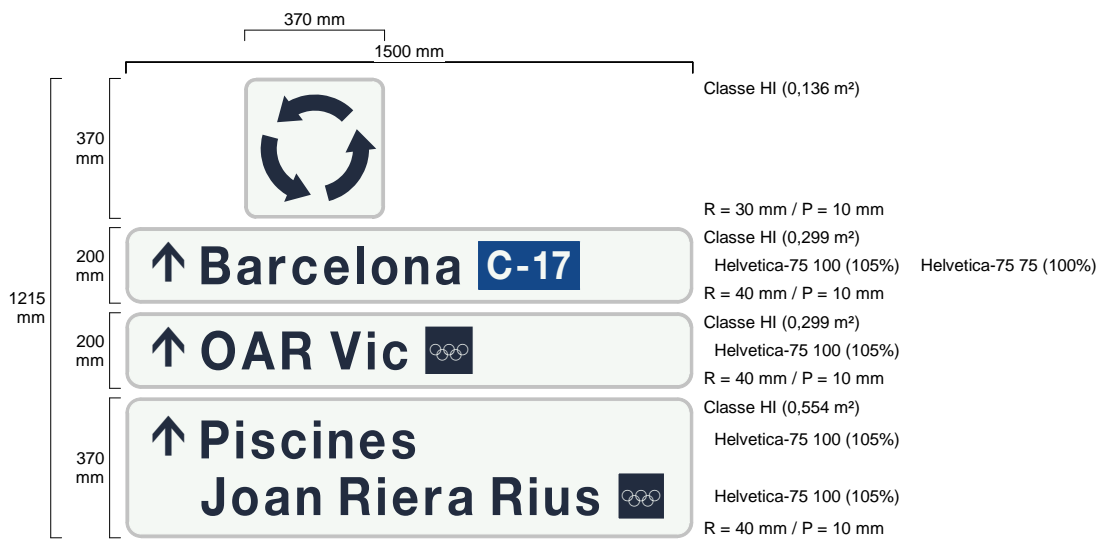 370 mm
1500 mm
Classe HI (0,136 m²)
370
mm
R = 30 mm / P = 10 mm
Classe HI (0,299 m²)
200
mm
Barcelona C-17
Helvetica-75 100 (105%) Helvetica-75 75 (100%)
R = 40 mm / P = 10 mm
1215
mm
Classe HI (0,299 m²)
200
mm
OAR Vic
Helvetica-75 100 (105%)
R = 40 mm / P = 10 mm
Classe HI (0,554 m²)
Piscines
Helvetica-75 100 (105%)
370
mm
Joan Riera Rius
Helvetica-75 100 (105%)
R = 40 mm / P = 10 mm